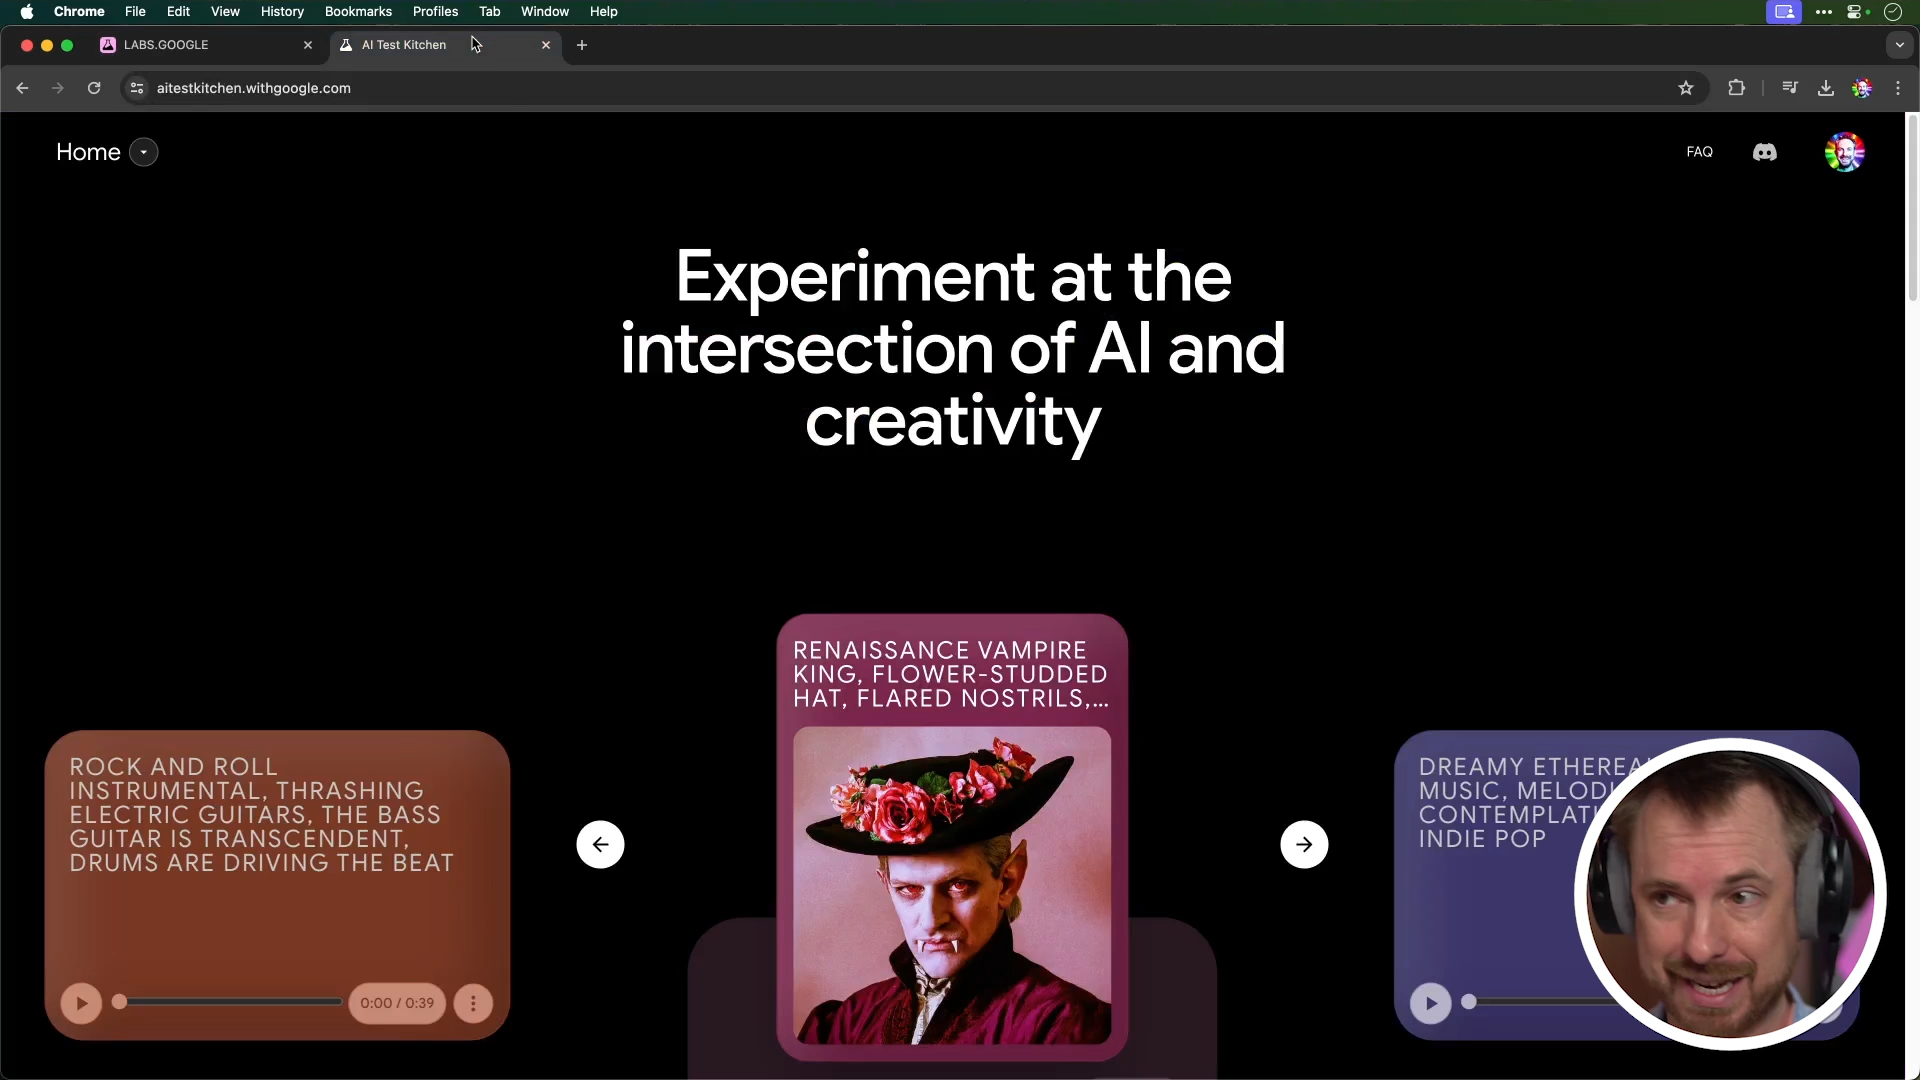 Chrome File Edit View History Bookmarks Profiles Tab Window Help
LABS.GOOGLE
AI Test Kitchen
aitestkitchen.withgoogle.com
Home
FAQ
Experiment at the
intersection of AI and
creativity
RENAISSANCE VAMPIRE
KING, FLOWER-STUDDED
HAT, FLARED NOSTRILS,...
ROCK AND ROLL
INSTRUMENTAL, THRASHING
ELECTRIC GUITARS, THE BASS
GUITAR IS TRANSCENDENT,
DRUMS ARE DRIVING THE BEAT
0:00 / 0:39
DREAMY
MUSIC,
INDIE POP